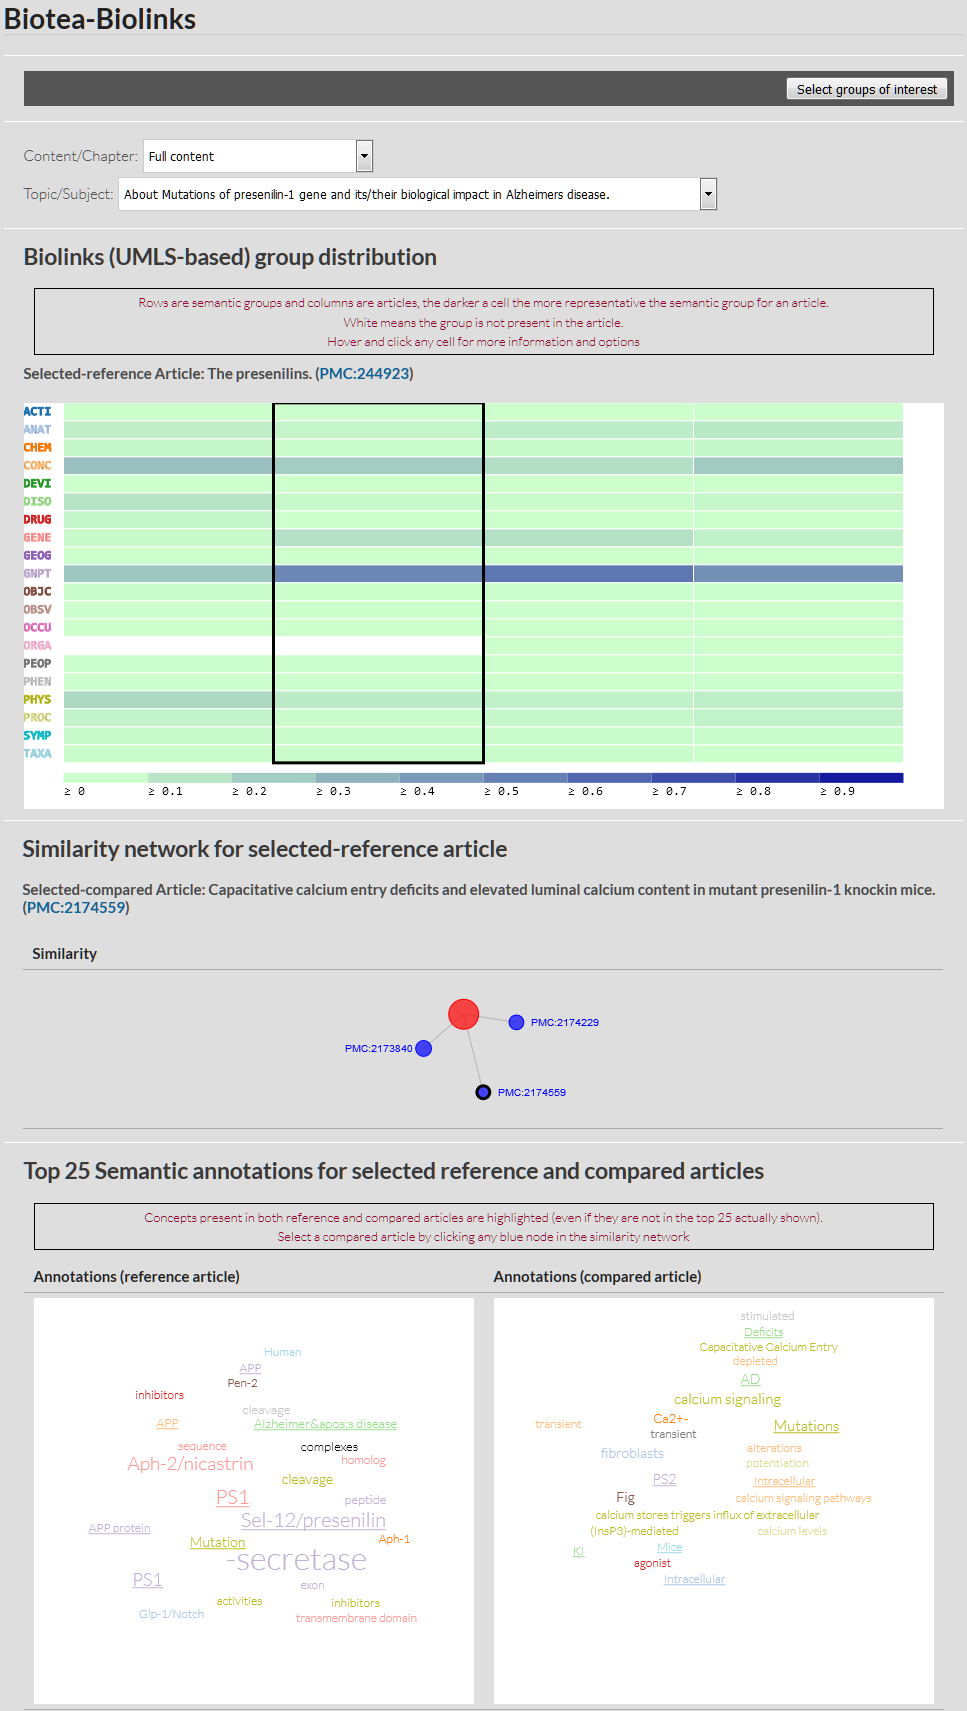 Biotea-Biolinks
Select groups of interest
Content/Chapter: Full content
Topic/Subject: About Mutations of presenilin-1 gene and its/their biological impact in Alzheimers disease.
Biolinks (UMLS-based) group distribution
Rows are semantic groups and columns are articles, the darker a cell the more representative the semantic group for an article.
White means the group is not present in the article.
Hover and click any cell for more information and options
Selected-reference Article: The presenilins. (PMC:244923)
ACTI
ANAT
CHEM
CONC
DEVI
DISO
DRUG
GENE
GEOG
GNPT
OBJC
OBSV
OCCU
ORGA
PEOP
PHEN
PHYS
PROC
SYMP
TAXA
≥ 0 ≥ 0.1 ≥ 0.2 ≥ 0.3 ≥ 0.4 ≥ 0.5 ≥ 0.6 ≥ 0.7 ≥ 0.8 ≥ 0.9
Similarity network for selected-reference article
Selected-compared Article: Capacitative calcium entry deficits and elevated luminal calcium content in mutant presenilin-1 knockin mice.
(PMC:2174559)
Similarity
PMC:2174229
PMC:2173840
PMC:2174559
Top 25 Semantic annotations for selected reference and compared articles
Concepts present in both reference and compared articles are highlighted (even if they are not in the top 25 actually shown).
Select a compared article by clicking any blue node in the similarity network
Annotations (reference article)
Human
APP
Pen-2
inhibitors
cleavage
APP
Alzheimer&apos;s disease
sequence
complexes
homolog
Aph-2/nicastrin
cleavage
PS1
peptide
Sel-12/presenilin
APP protein
Aph-1
Mutation
-secretase
PS1
exon
activities
inhibitors
Glp-1/Notch
transmembrane domain
Annotations (compared article)
stimulated
Deficits
Capacitative Calcium Entry
depleted
AD
calcium signaling
Ca2+-
transient
Mutations
transient
fibroblasts
alterations
potentiation
PS2
Intracellular
Fig
calcium signaling pathways
calcium stores triggers influx of extracellular
(InsP3)-mediated
calcium levels
KI
Mice
agonist
Intracellular